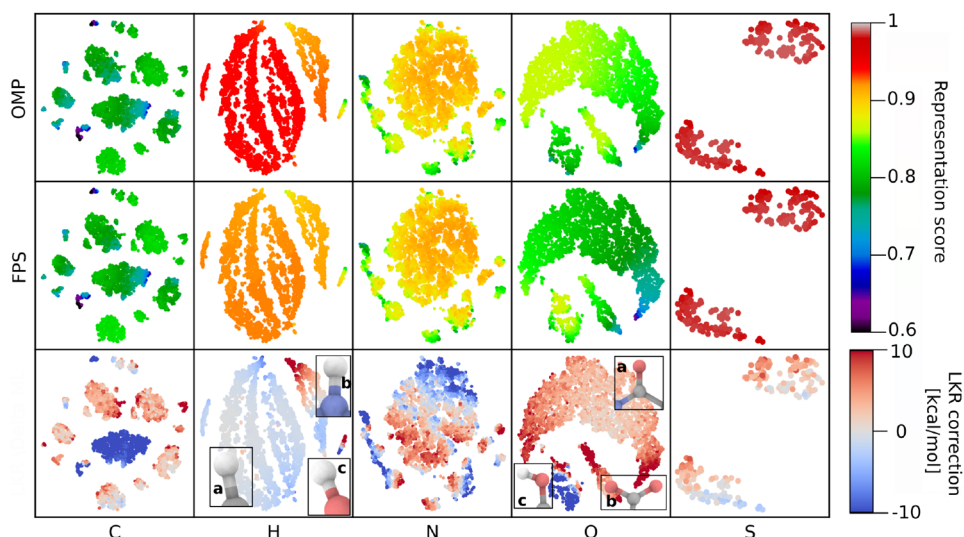 OMP
FPS
1
0.9
0.8
0.7
0.6
Representation score
10
0
-10
LKR correction
[kcal/mol]
a
b
c
a
b
c
C
H
N
O
S